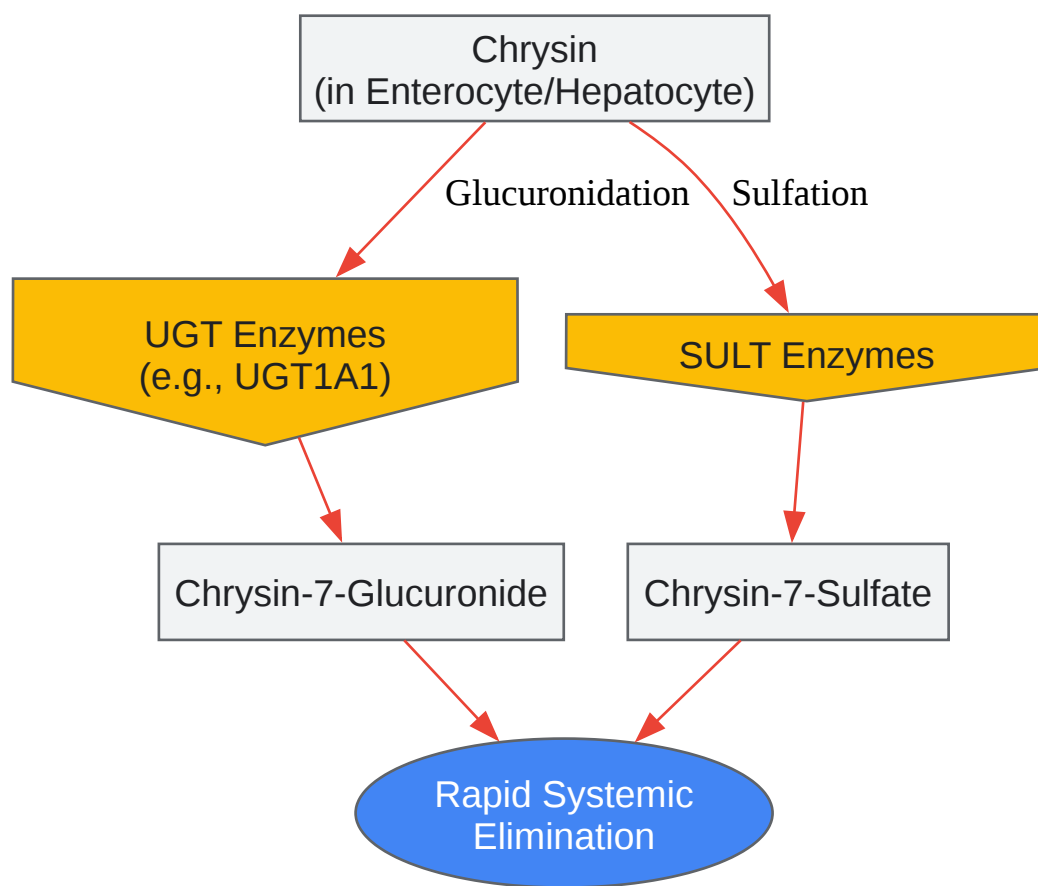 Chrysin
(in Enterocyte/Hepatocyte)
Glucuronidation
Sulfation
UGT Enzymes
(e.g., UGT1A1)
SULT Enzymes
Chrysin-7-Glucuronide
Chrysin-7-Sulfate
Rapid Systemic
Elimination